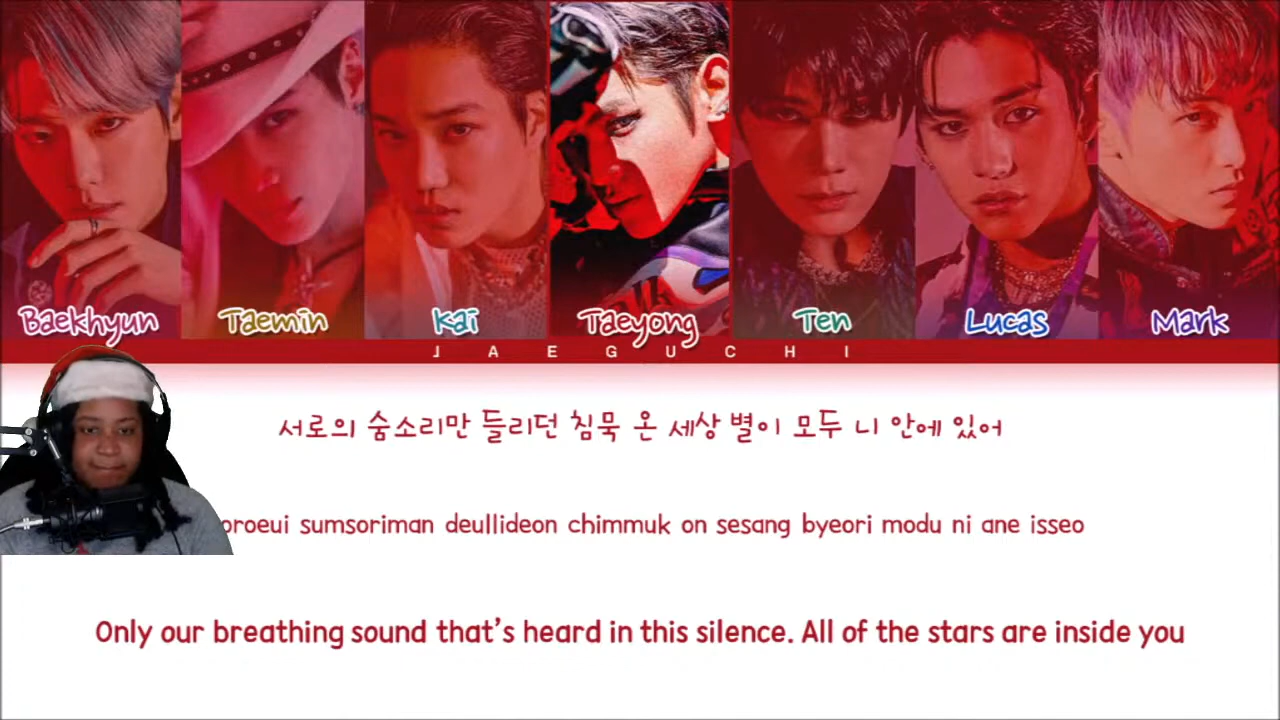 Baekhyun Taemin Kai Taeyong Ten Lucas Mark
JAEGUCHI
서로의 숨소리만 들리던 침묵 온 세상 별이 모두 니 안에 있어
oroeui sumsoriman deullideon chimmuk on sesang byeori modu ni ane isseo
Only our breathing sound that's heard in this silence. All of the stars are inside you